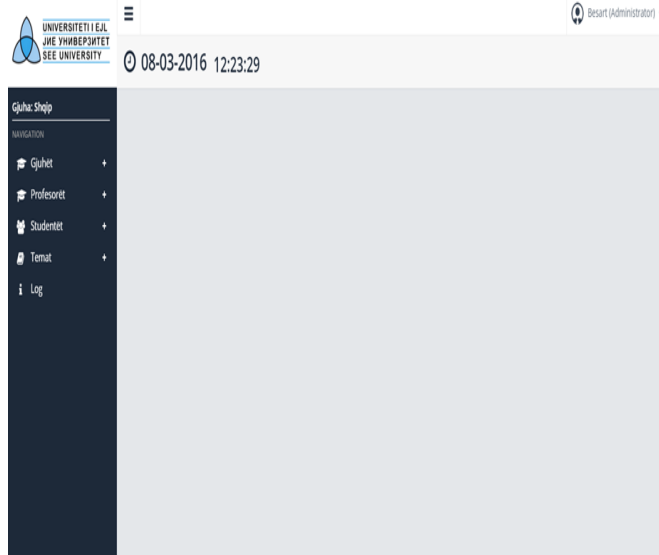 UNIVERSITETI I EJL
ЈИЕ УНИВЕРЗИТЕТ
SEE UNIVERSITY
Besart (Administrator)
08-03-2016 12:23:29
Gjuha: Shqip
NAVIGATION
Gjuhët +
Profesorët +
Studentët +
Temat +
Log